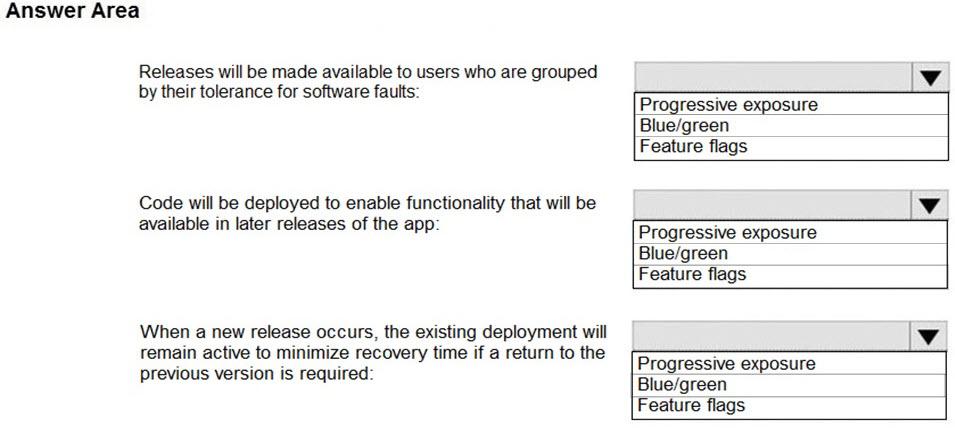 Answer Area
Releases will be made available to users who are grouped
by their tolerance for software faults:
Progressive exposure
Blue/green
Feature flags
Code will be deployed to enable functionality that will be
available in later releases of the app:
Progressive exposure
Blue/green
Feature flags
When a new release occurs, the existing deployment will
remain active to minimize recovery time if a return to the
previous version is required:
Progressive exposure
Blue/green
Feature flags